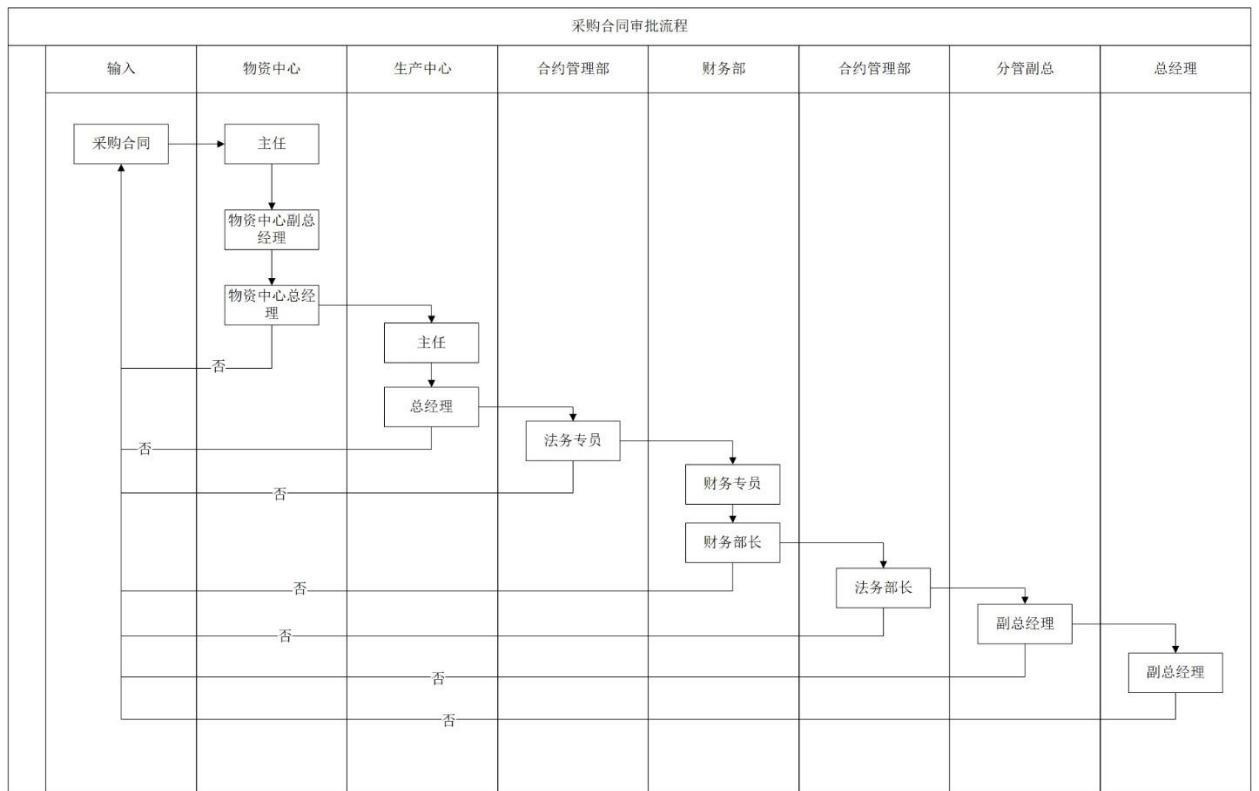 采购合同审批流程
输入
物资中心
生产中心
合约管理部
财务部
合约管理部
分管副总
总经理
采购合同
主任
物资中心副总
经理
物资中心总经
理
主任
否
总经理
否
法务专员
财务专员
否
财务部长
否
法务部长
副总经理
否
副总经理
否
否